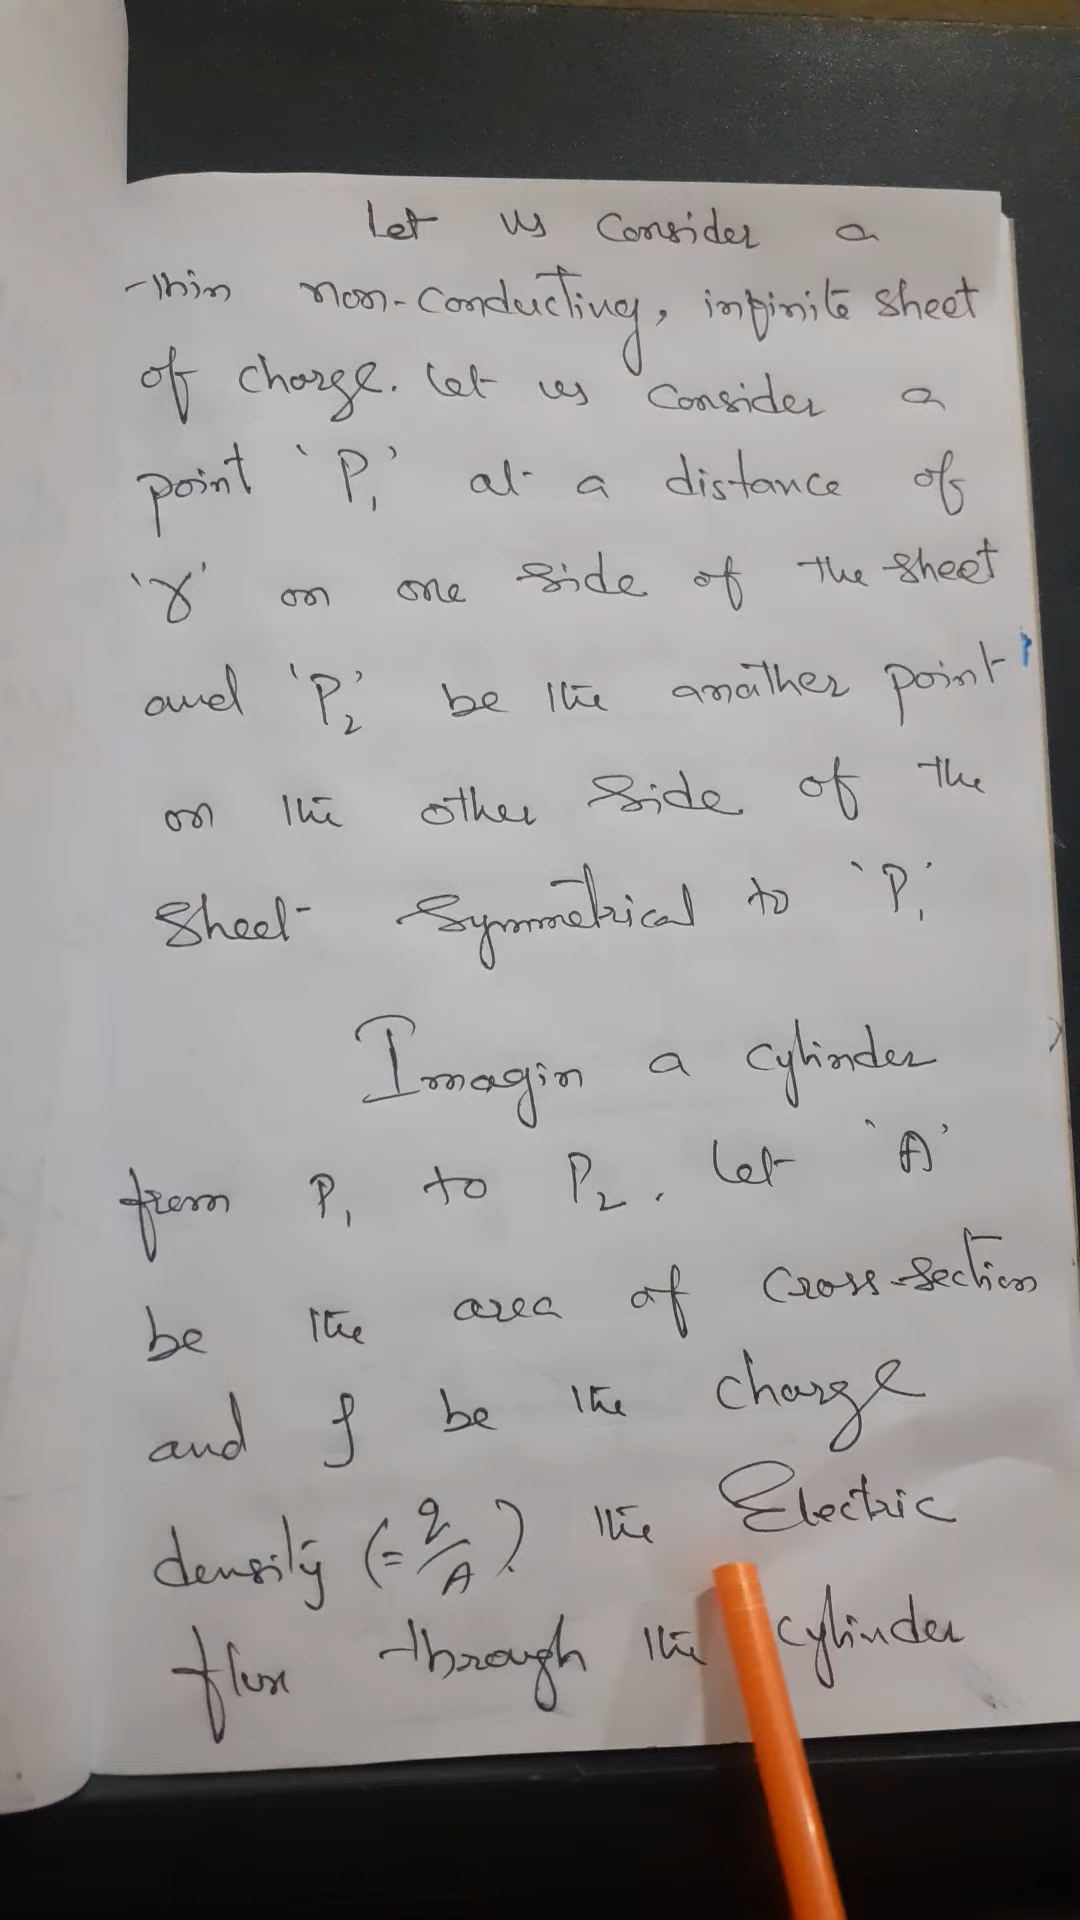 Let us Consider a
thin non-conducting, infinite sheet
of charge. Let us Consider a
point 'P₁' at a distance of
'r' on one side of the sheet
and 'P₂' be the another point
on the other side of the
Sheet Symmetrical to 'P₁'
Imagin a cylinder
from P₁ to P₂. Let 'A'
be the area of cross-section
and ρ be the charge
density (= q/A). the Electric
flux through the cylinder